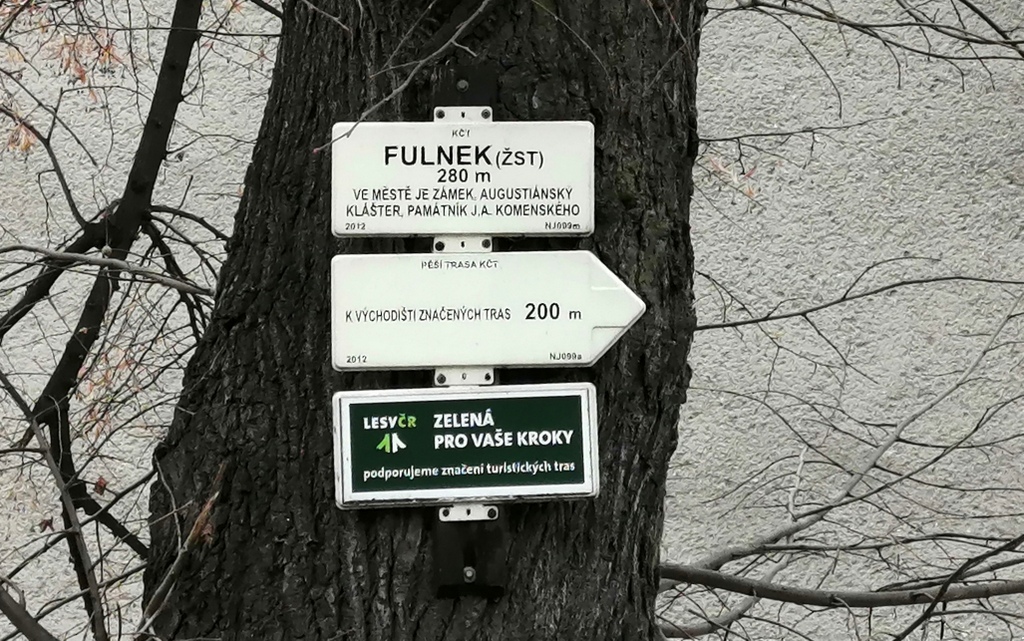 KČT
FULNEK (ŽST)
280 m
VE MĚSTĚ JE ZÁMEK, AUGUSTIÁNSKÝ
KLÁŠTER, PAMÁTNÍK J.A. KOMENSKÉHO
2012 NJ099m
PĚŠÍ TRASA KČT
K VÝCHODIŠTI ZNAČENÝCH TRAS 200 m
2012 NJ099a
LESYČR ZELENÁ
PRO VAŠE KROKY
podporujeme značení turistických tras